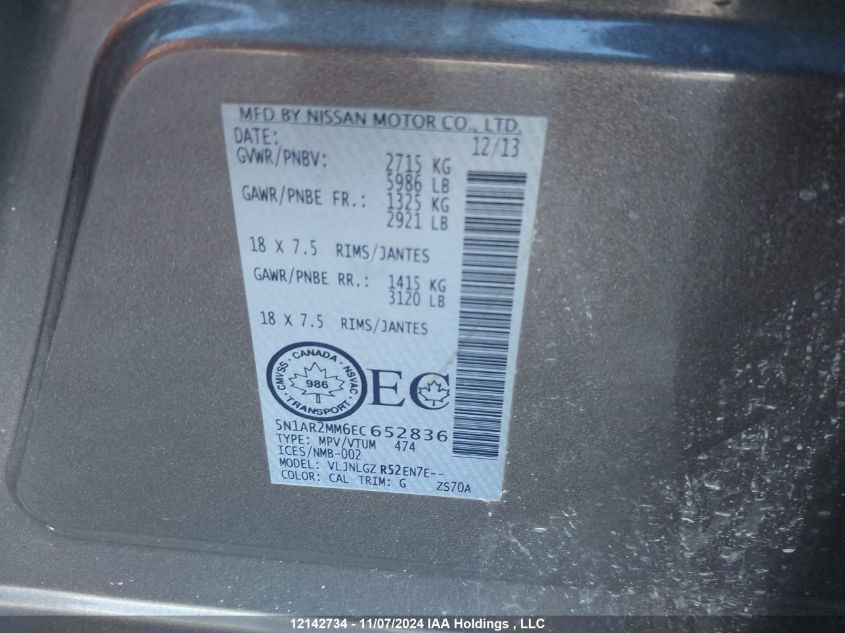 MFD BY NISSAN MOTOR CO., LTD.
DATE: 12/13
GVWR/PNBV: 2715 KG
5986 LB
GAWR/PNBE FR.: 1325 KG
2921 LB
18 X 7.5 RIMS/JANTES
GAWR/PNBE RR.: 1415 KG
3120 LB
18 X 7.5 RIMS/JANTES
CMVSS · CANADA · NSVAC
986
· TRANSPORT ·
EC
5N1AR2MM6EC652836
TYPE: MPV/VTUM 474
ICES/NMB-002
MODEL: VLJNLGZ R52EN7E--
COLOR: CAL TRIM: G ZS70A
12142734 - 11/07/2024 IAA Holdings , LLC